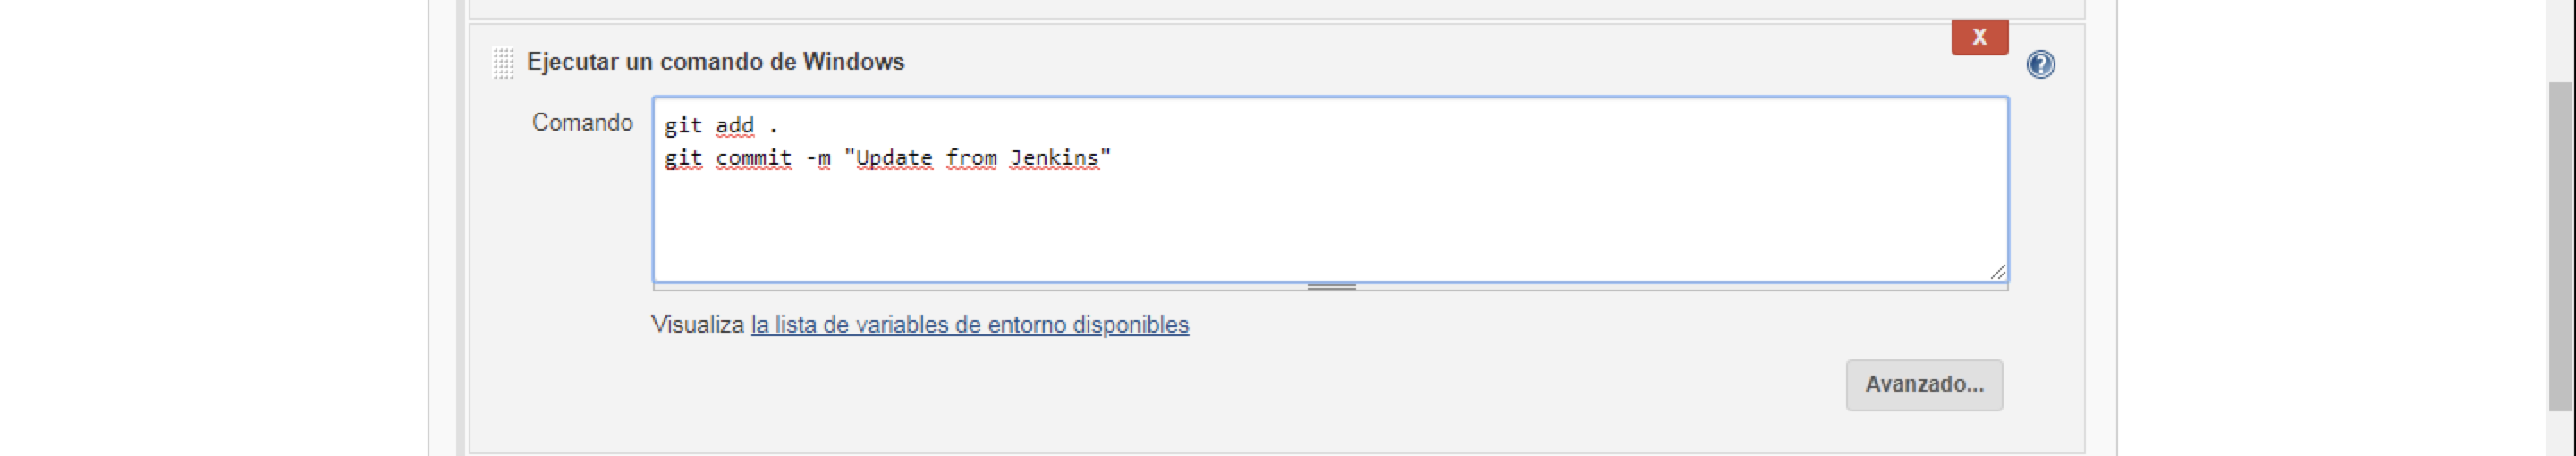 X
Ejecutar un comando de Windows
?
Comando
git add .
git commit -m "Update from Jenkins"
Visualiza la lista de variables de entorno disponibles
Avanzado...